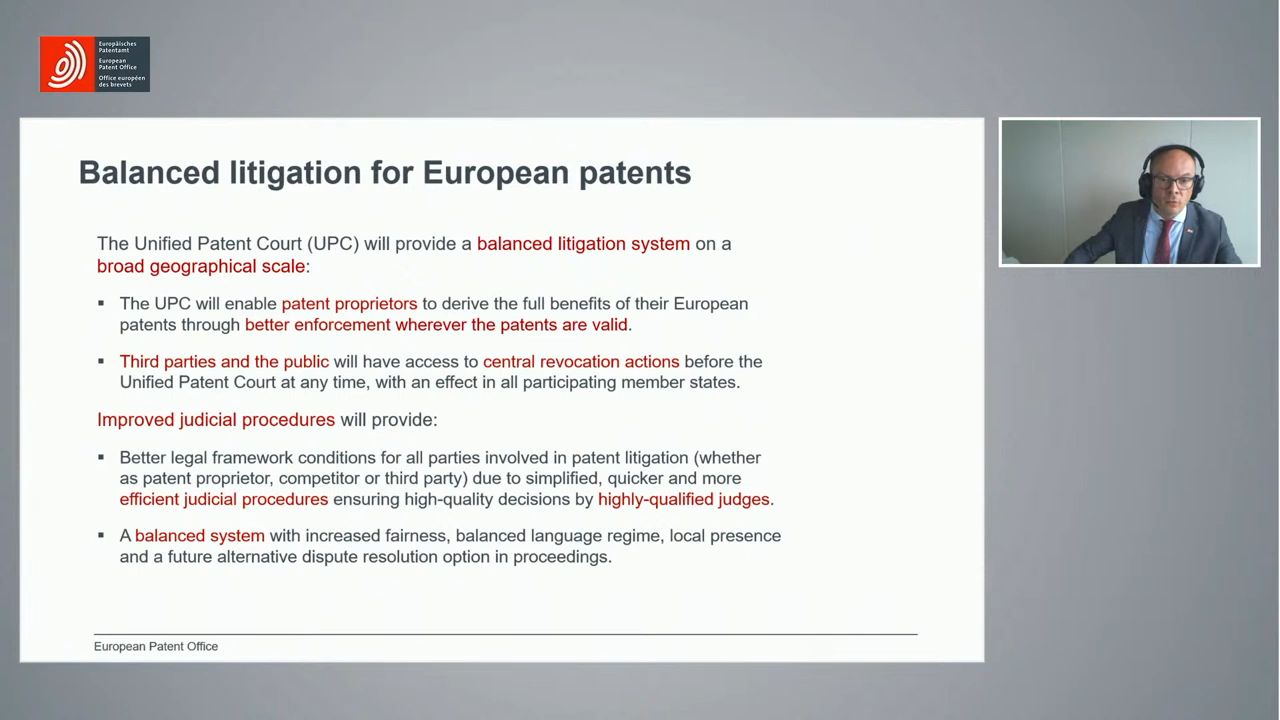 Europäisches
Patentamt
European
Patent Office
Office européen
des brevets
Balanced litigation for European patents
The Unified Patent Court (UPC) will provide a balanced litigation system on a
broad geographical scale:
▪ The UPC will enable patent proprietors to derive the full benefits of their European
patents through better enforcement wherever the patents are valid.
▪ Third parties and the public will have access to central revocation actions before the
Unified Patent Court at any time, with an effect in all participating member states.
Improved judicial procedures will provide:
▪ Better legal framework conditions for all parties involved in patent litigation (whether
as patent proprietor, competitor or third party) due to simplified, quicker and more
efficient judicial procedures ensuring high-quality decisions by highly-qualified judges.
▪ A balanced system with increased fairness, balanced language regime, local presence
and a future alternative dispute resolution option in proceedings.
European Patent Office